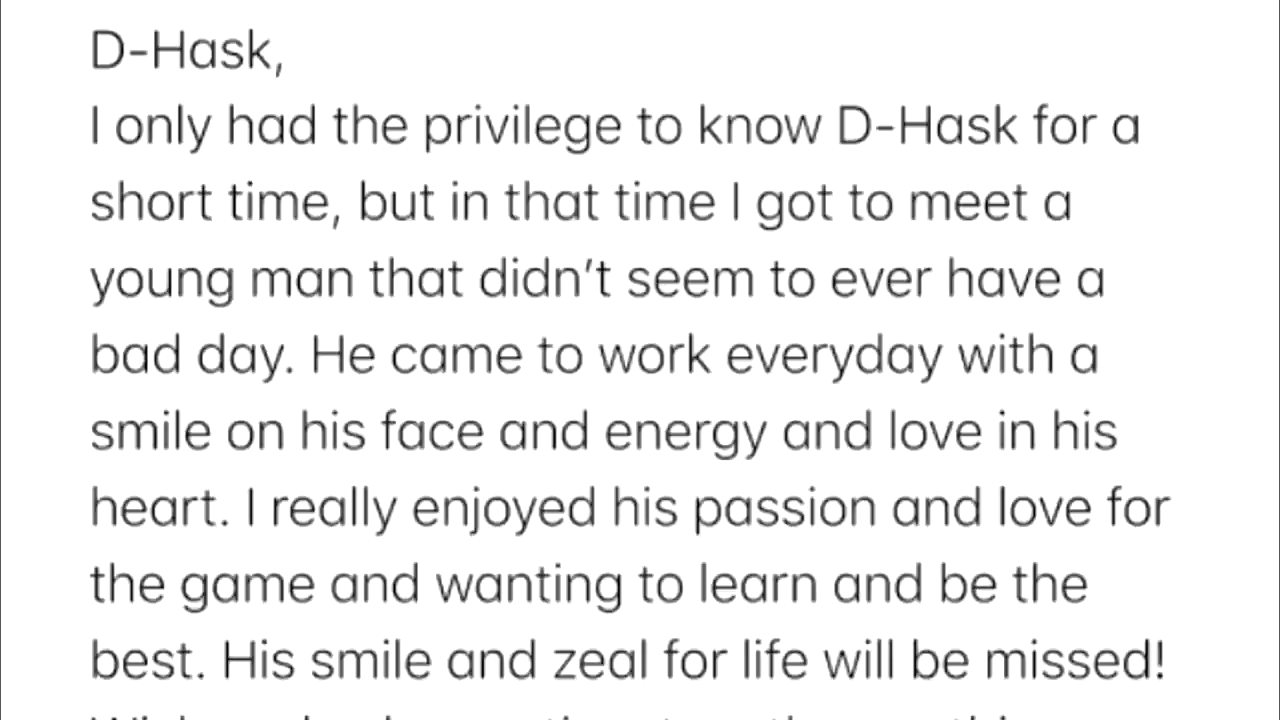 D-Hask,
I only had the privilege to know D-Hask for a
short time, but in that time I got to meet a
young man that didn’t seem to ever have a
bad day. He came to work everyday with a
smile on his face and energy and love in his
heart. I really enjoyed his passion and love for
the game and wanting to learn and be the
best. His smile and zeal for life will be missed!